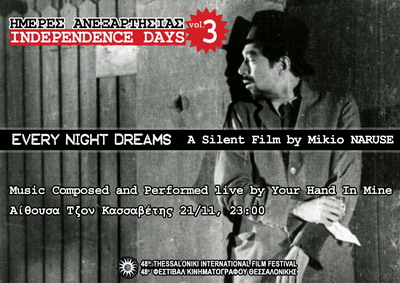 ΗΜΕΡΕΣ ΑΝΕΞΑΡΤΗΣΙΑΣ
INDEPENDENCE DAYS
vol. 3
EVERY NIGHT DREAMS A Silent Film by Mikio NARUSE
Music Composed and Performed live by Your Hand In Mine
Αίθουσα Τζον Κασσαβέτης 21/11, 23:00
48th THESSALONIKI INTERNATIONAL FILM FESTIVAL
48ο ΦΕΣΤΙΒΑΛ ΚΙΝΗΜΑΤΟΓΡΑΦΟΥ ΘΕΣΣΑΛΟΝΙΚΗΣ